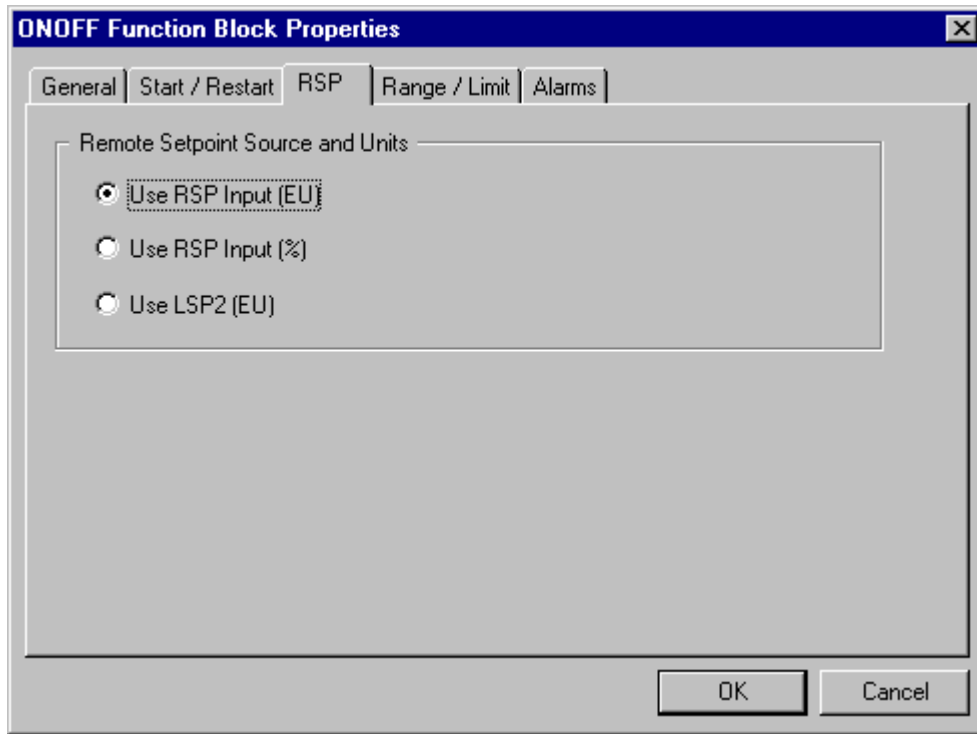 ONOFF Function Block Properties
General Start / Restart RSP Range / Limit Alarms
Remote Setpoint Source and Units
Use RSP Input (EU)
Use RSP Input (%)
Use LSP2 (EU)
OK Cancel